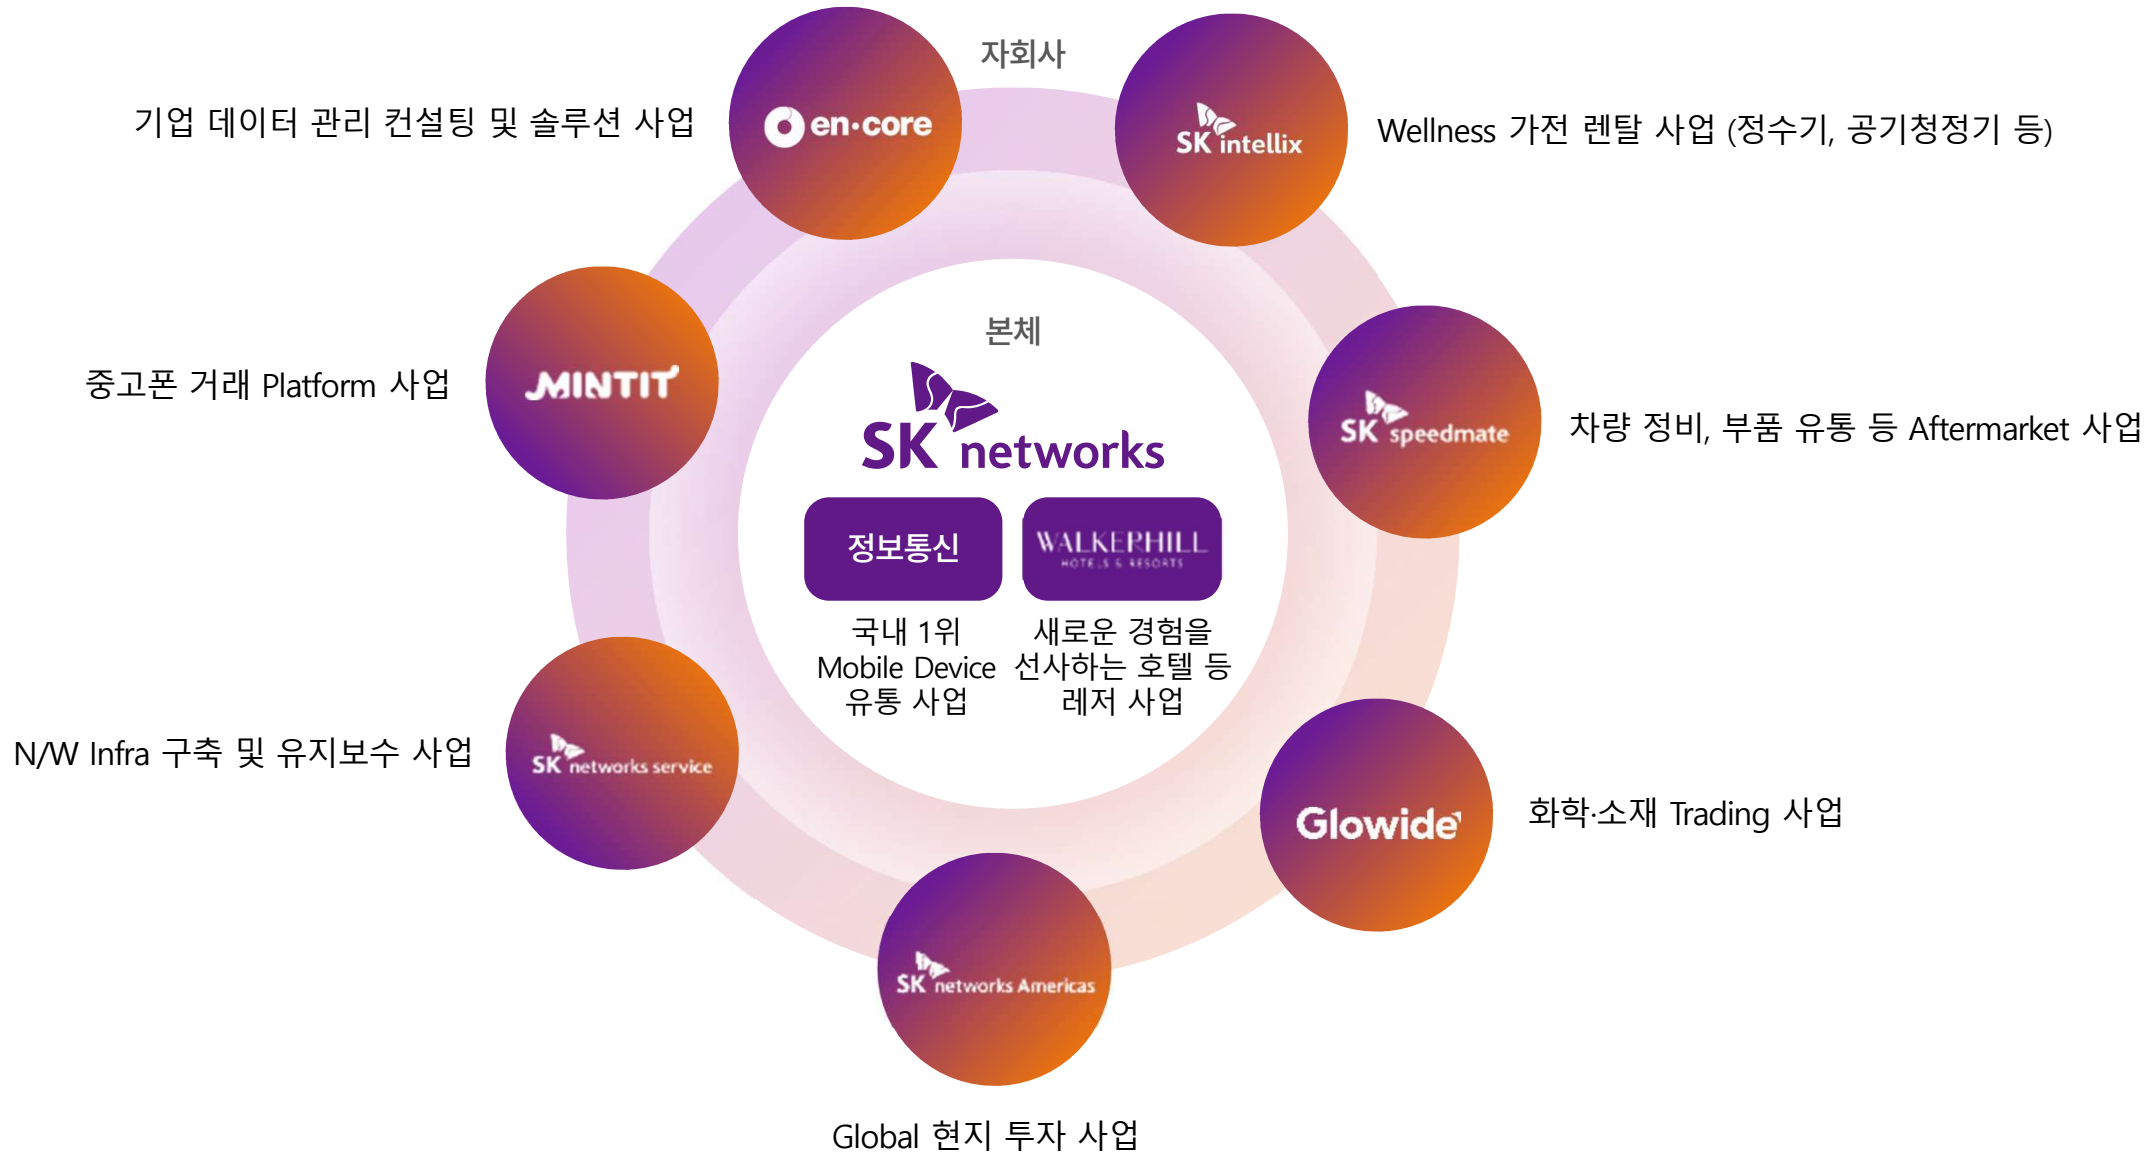 자회사
en·core
기업 데이터 관리 컨설팅 및 솔루션 사업
SK intellix
Wellness 가전 렌탈 사업 (정수기, 공기청정기 등)
MINTIT
중고폰 거래 Platform 사업
SK speedmate
차량 정비, 부품 유통 등 Aftermarket 사업
본체
SK networks
정보통신
국내 1위
Mobile Device
유통 사업
WALKERHILL
HOTELS & RESORTS
새로운 경험을
선사하는 호텔 등
레저 사업
SK networks service
N/W Infra 구축 및 유지보수 사업
Glowide
화학·소재 Trading 사업
SK networks Americas
Global 현지 투자 사업